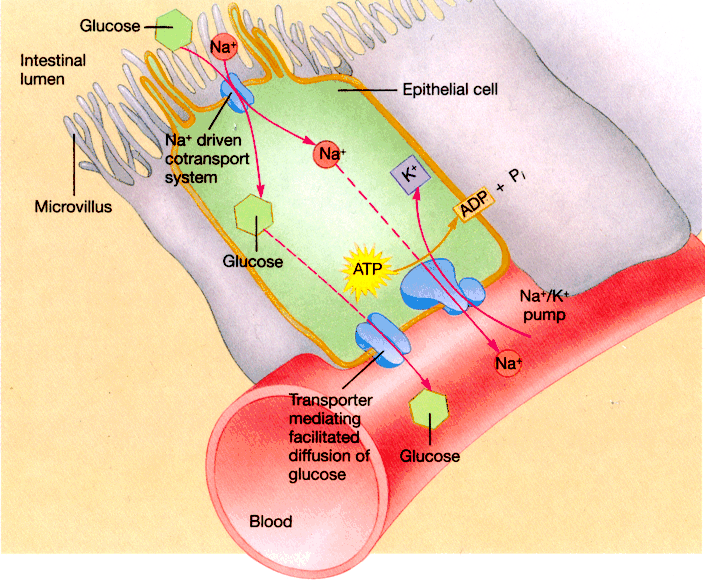 Glucose
Na⁺
Intestinal
lumen
Epithelial cell
Na⁺ driven
cotransport
system
Na⁺
K⁺
Microvillus
ADP + Pᵢ
Glucose
ATP
Na⁺/K⁺
pump
Na⁺
Transporter
mediating
facilitated
diffusion of
glucose
Glucose
Blood